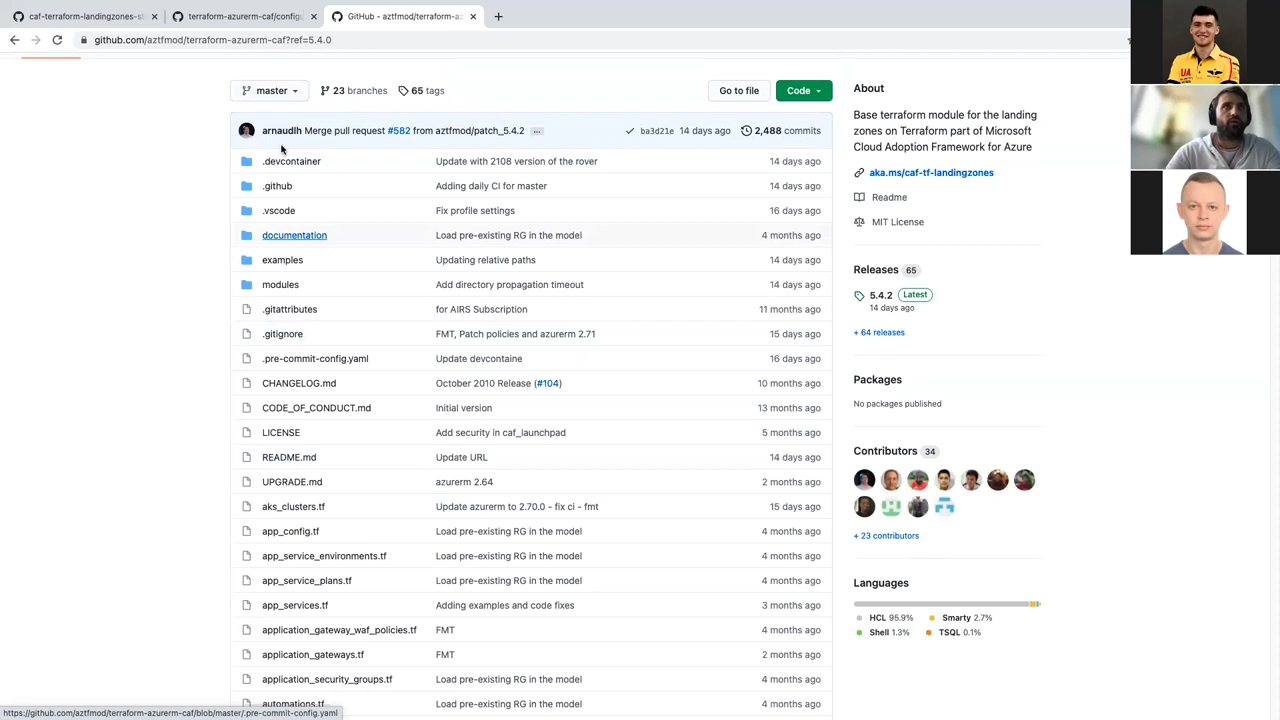 caf-terraform-landingzones-s
terraform-azurerm-caf/config
GitHub - aztfmod/terraform-az
github.com/aztfmod/terraform-azurerm-caf?ref=5.4.0
master
23 branches
65 tags
Go to file
Code
arnaudlh Merge pull request #582 from aztfmod/patch_5.4.2 ...
ba3d21e 14 days ago
2,488 commits
.devcontainer Update with 2108 version of the rover 14 days ago
.github Adding daily CI for master 14 days ago
.vscode Fix profile settings 16 days ago
documentation Load pre-existing RG in the model 4 months ago
examples Updating relative paths 14 days ago
modules Add directory propagation timeout 14 days ago
.gitattributes for AIRS Subscription 11 months ago
.gitignore FMT, Patch policies and azurerm 2.71 15 days ago
.pre-commit-config.yaml Update devcontaine 16 days ago
CHANGELOG.md October 2010 Release (#104) 10 months ago
CODE_OF_CONDUCT.md Initial version 13 months ago
LICENSE Add security in caf_launchpad 5 months ago
README.md Update URL 14 days ago
UPGRADE.md azurerm 2.64 2 months ago
aks_clusters.tf Update azurerm to 2.70.0 - fix ci - fmt 15 days ago
app_config.tf Load pre-existing RG in the model 4 months ago
app_service_environments.tf Load pre-existing RG in the model 4 months ago
app_service_plans.tf Load pre-existing RG in the model 4 months ago
app_services.tf Adding examples and code fixes 3 months ago
application_gateway_waf_policies.tf FMT 4 months ago
application_gateways.tf FMT 2 months ago
application_security_groups.tf Load pre-existing RG in the model 4 months ago
automations.tf Load pre-existing RG in the model 4 months ago
https://github.com/aztfmod/terraform-azurerm-caf/blob/master/.pre-commit-config.yaml
About
Base terraform module for the landing
zones on Terraform part of Microsoft
Cloud Adoption Framework for Azure
aka.ms/caf-tf-landingzones
Readme
MIT License
Releases 65
5.4.2 Latest
14 days ago
+ 64 releases
Packages
No packages published
Contributors 34
+ 23 contributors
Languages
HCL 95.9% Smarty 2.7%
Shell 1.3% TSQL 0.1%
UA